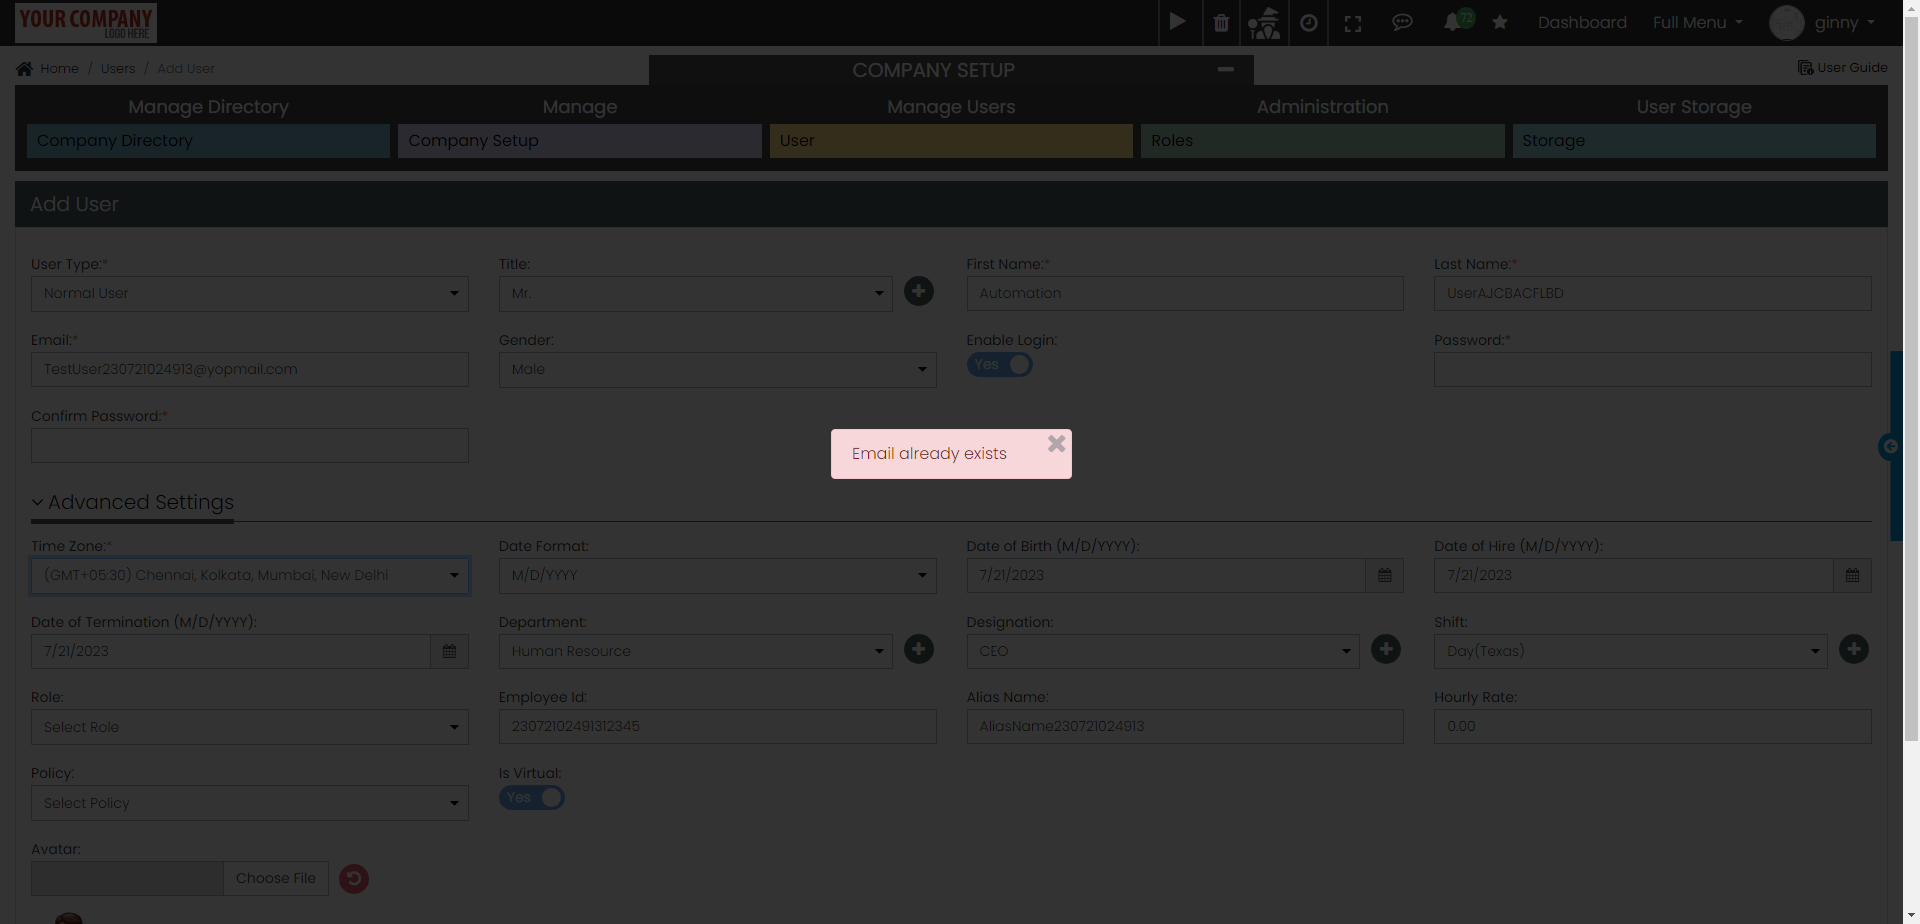 YOUR COMPANY
LOGO HERE
72
Dashboard
Full Menu
ginny
Home / Users / Add User
COMPANY SETUP
User Guide
Manage Directory
Manage
Manage Users
Administration
User Storage
Company Directory
Company Setup
User
Roles
Storage
Add User
User Type:*
Title:
First Name:*
Last Name:*
Normal User
Mr.
Automation
UserAJCBACFLBD
Email:*
Gender:
Enable Login:
Password:*
TestUser230721024913@yopmail.com
Male
Yes
Confirm Password:*
Email already exists
Advanced Settings
Time Zone:*
Date Format:
Date of Birth (M/D/YYYY):
Date of Hire (M/D/YYYY):
(GMT+05:30) Chennai, Kolkata, Mumbai, New Delhi
M/D/YYYY
7/21/2023
7/21/2023
Date of Termination (M/D/YYYY):
Department:
Designation:
Shift:
7/21/2023
Human Resource
CEO
Day(Texas)
Role:
Employee Id:
Alias Name:
Hourly Rate:
Select Role
23072102491312345
AliasName230721024913
0.00
Policy:
Is Virtual:
Select Policy
Yes
Avatar:
Choose File